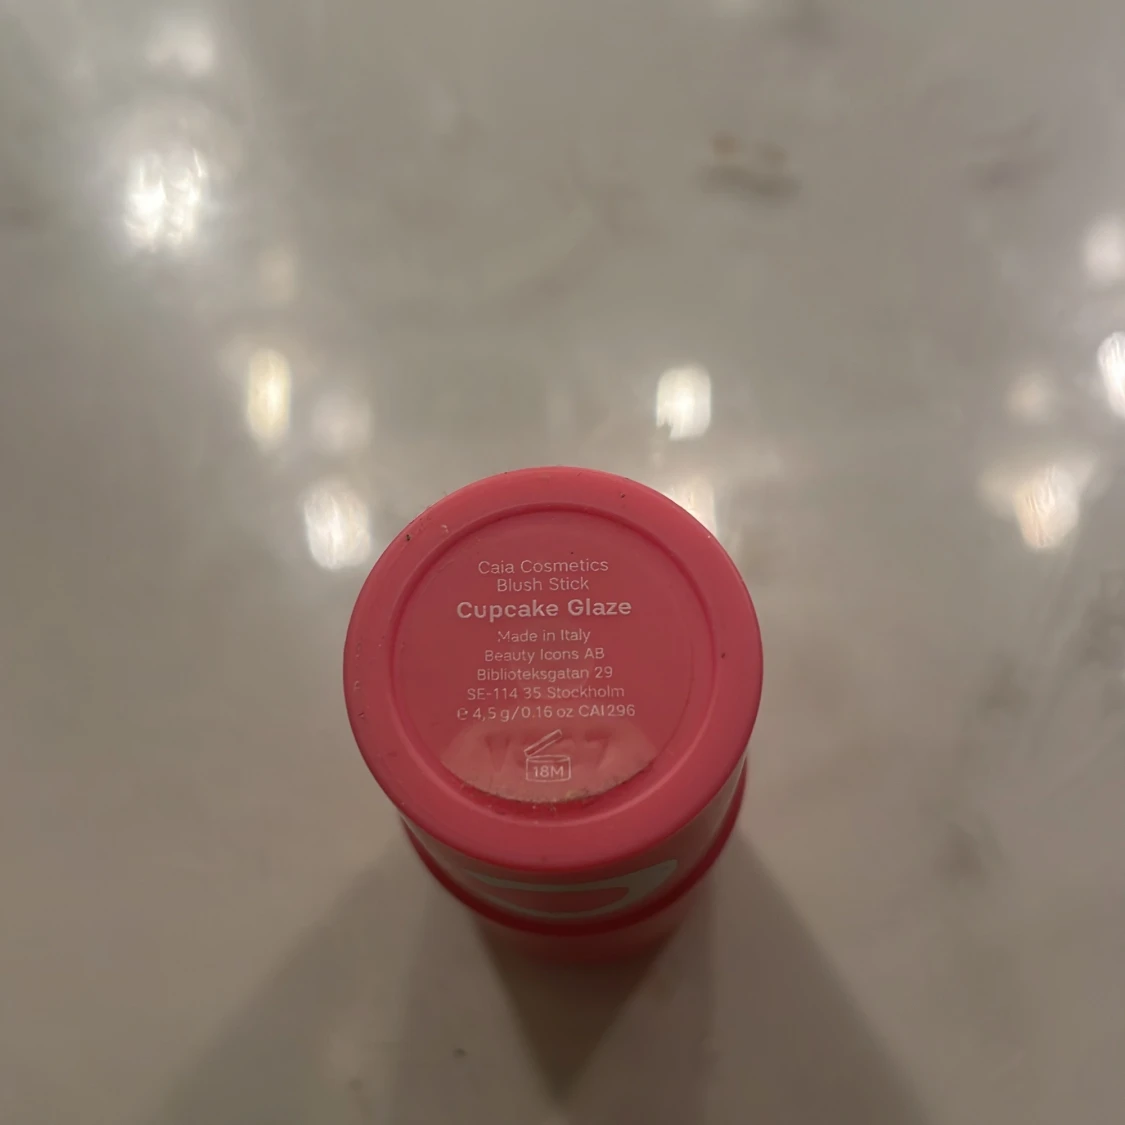 Caia Cosmetics
Blush Stick
Cupcake Glaze
Made in Italy
Beauty Icons AB
Biblioteksgatan 29
SE-114 35 Stockholm
℮ 4,5 g/0.16 oz CAI296
18M